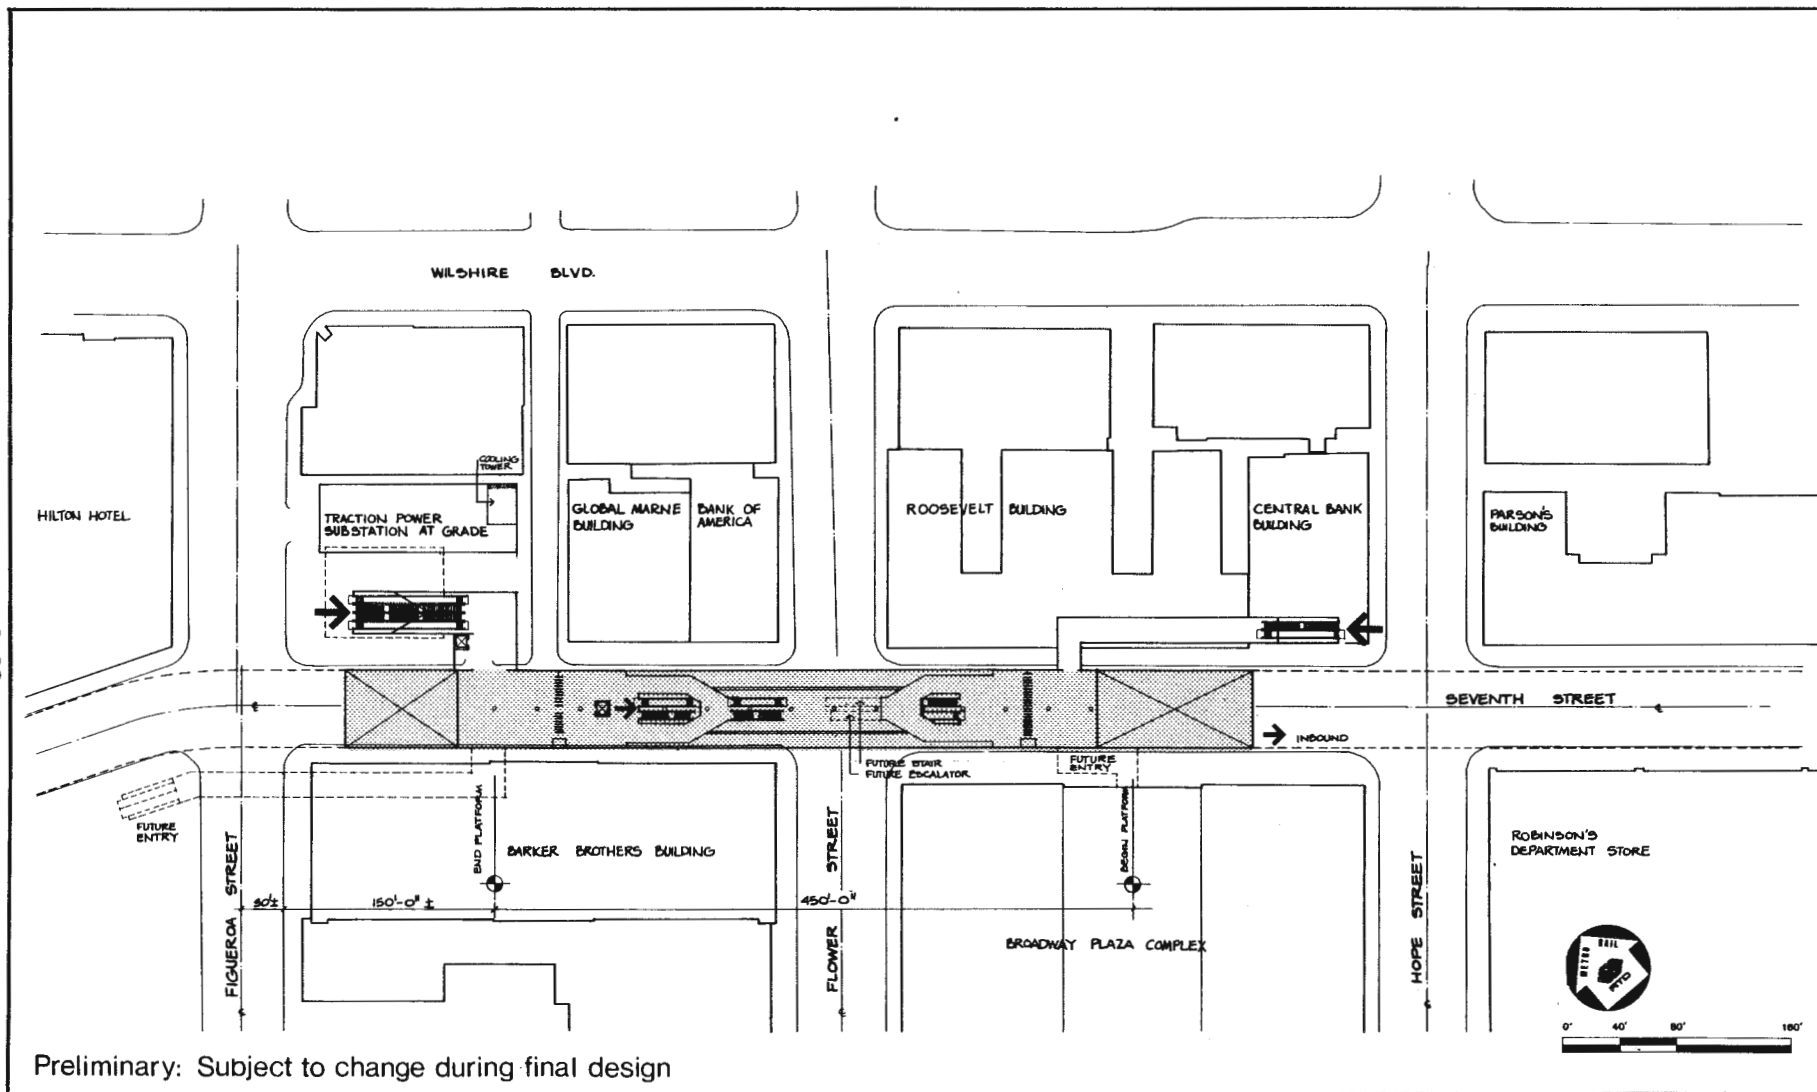 WILSHIRE BLVD.
COOLING
TOWER
HILTON HOTEL
TRACTION POWER
SUBSTATION AT GRADE
GLOBAL MARNE
BUILDING
BANK OF
AMERICA
ROOSEVELT BUILDING
CENTRAL BANK
BUILDING
PARSON'S
BUILDING
SEVENTH STREET
INBOUND
FUTURE STAIR
FUTURE ESCALATOR
FUTURE
ENTRY
FUTURE
ENTRY
END PLATFORM
BEGIN PLATFORM
BARKER BROTHERS BUILDING
ROBINSON'S
DEPARTMENT STORE
FIGUEROA STREET
FLOWER STREET
HOPE STREET
150'-0" ±
450'-0"
BROADWAY PLAZA COMPLEX
METRO RAIL
RTD
0' 40' 80' 160'
Preliminary: Subject to change during final design